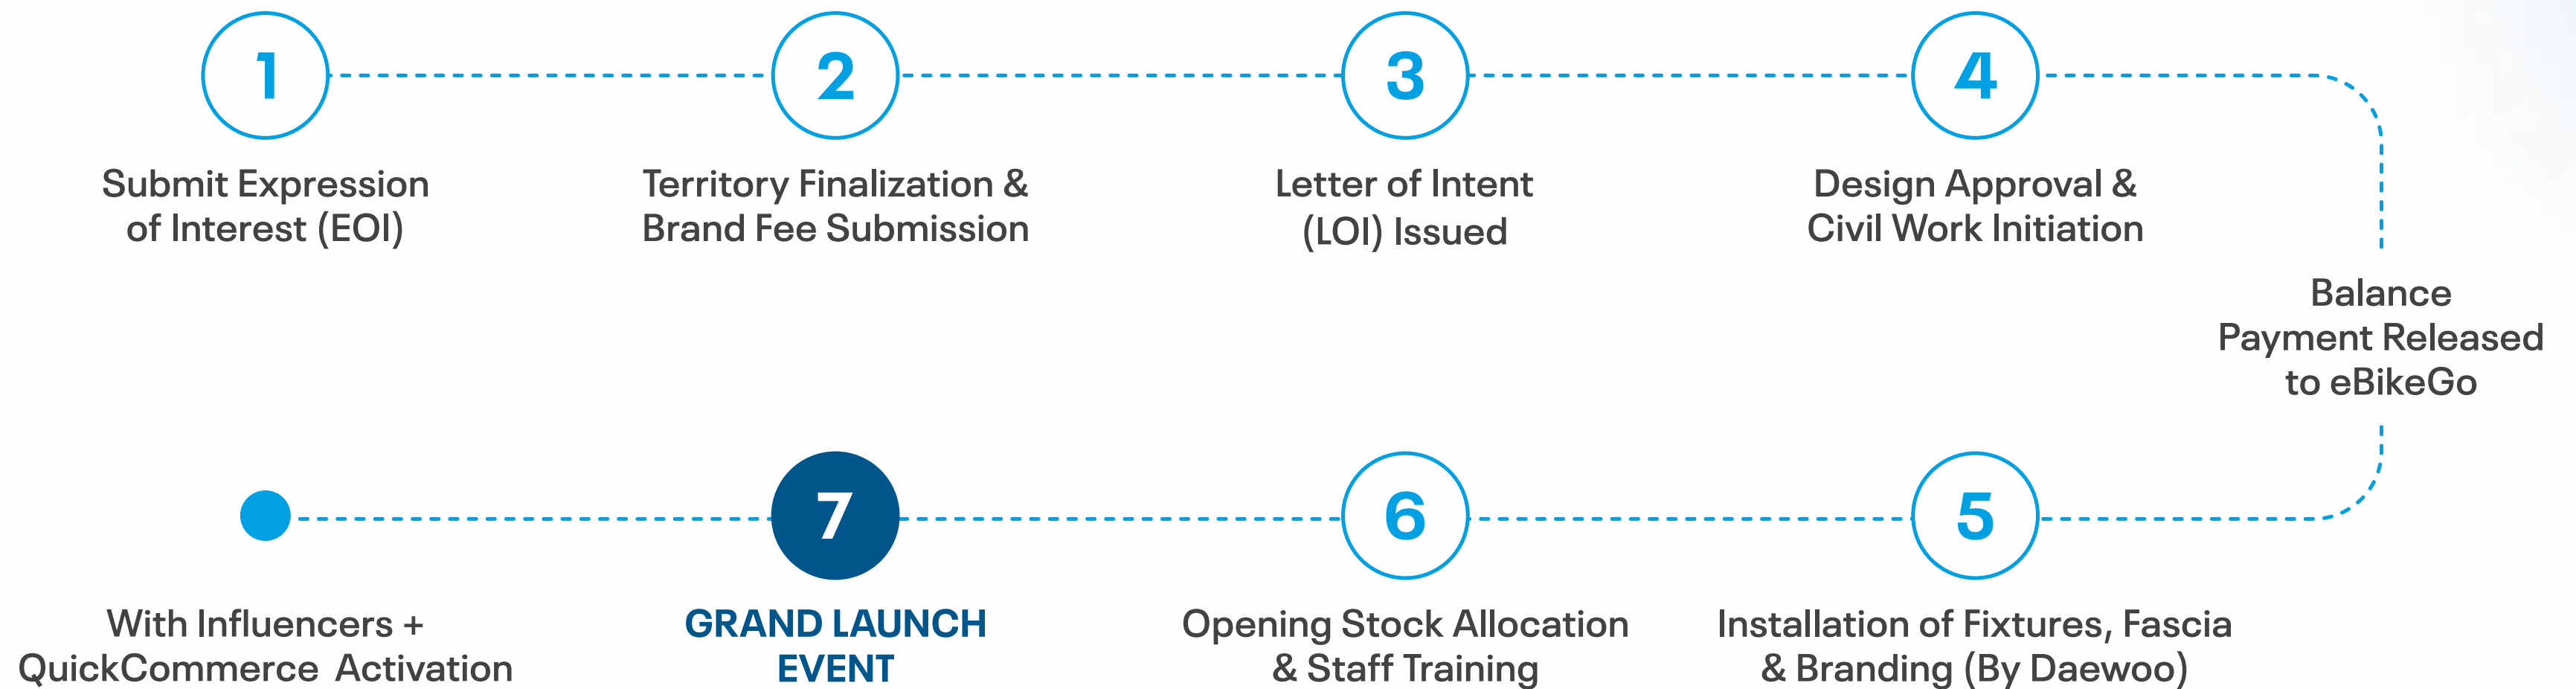 1
Submit Expression
of Interest (EOI)
2
Territory Finalization &
Brand Fee Submission
3
Letter of Intent
(LOI) Issued
4
Design Approval &
Civil Work Initiation
Balance
Payment Released
to eBikeGo
5
Installation of Fixtures, Fascia
& Branding (By Daewoo)
6
Opening Stock Allocation
& Staff Training
7
GRAND LAUNCH
EVENT
With Influencers +
QuickCommerce Activation